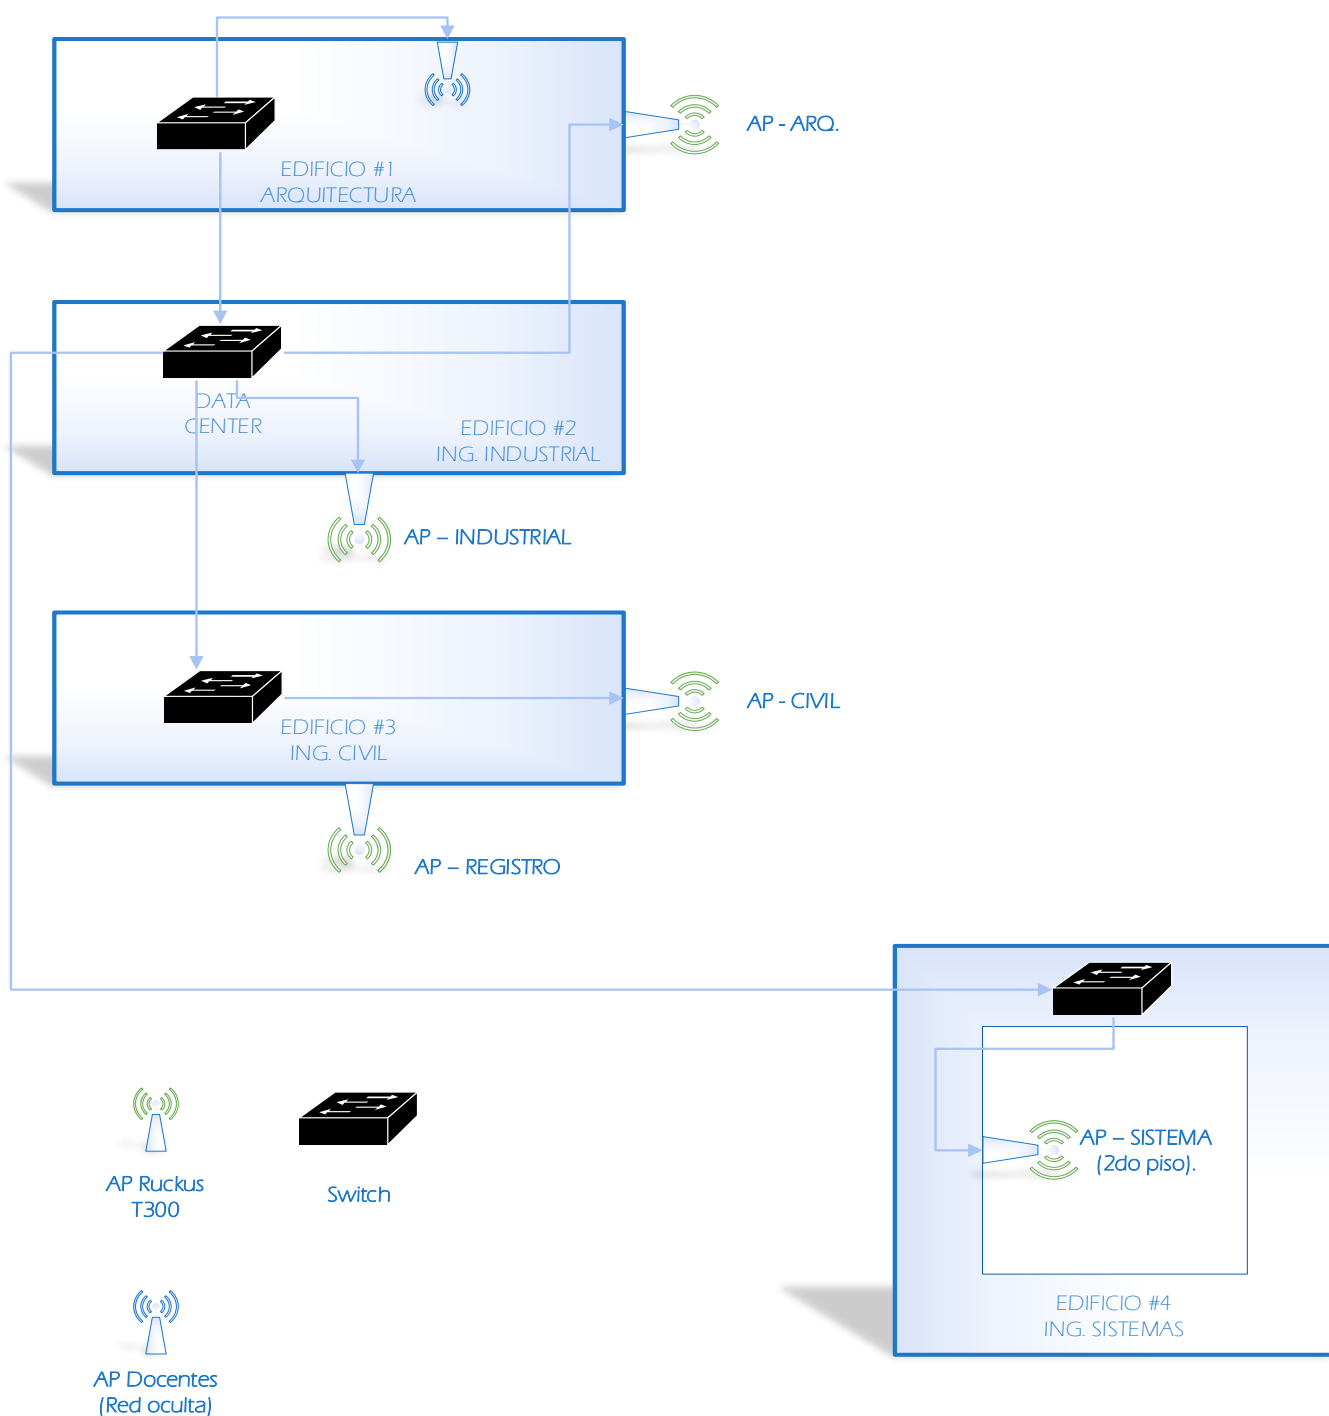 AP - ARQ.
EDIFICIO #1
ARQUITECTURA
DATA
CENTER
EDIFICIO #2
ING. INDUSTRIAL
AP – INDUSTRIAL
EDIFICIO #3
ING. CIVIL
AP - CIVIL
AP – REGISTRO
AP – SISTEMA
(2do piso).
EDIFICIO #4
ING. SISTEMAS
AP Ruckus
T300
Switch
AP Docentes
(Red oculta)